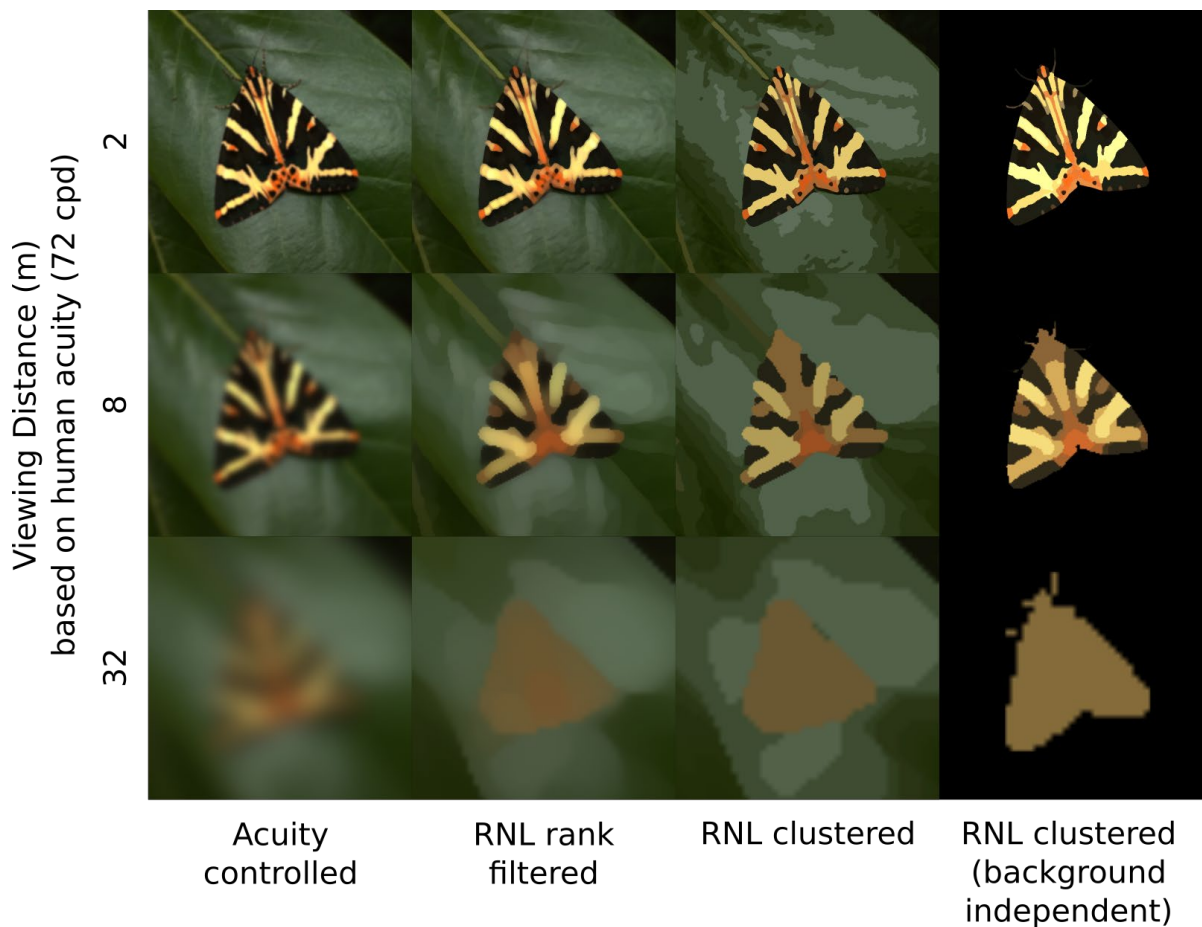 Viewing Distance (m)
based on human acuity (72 cpd)
2
8
32
Acuity
controlled
RNL rank
filtered
RNL clustered
RNL clustered
(background
independent)